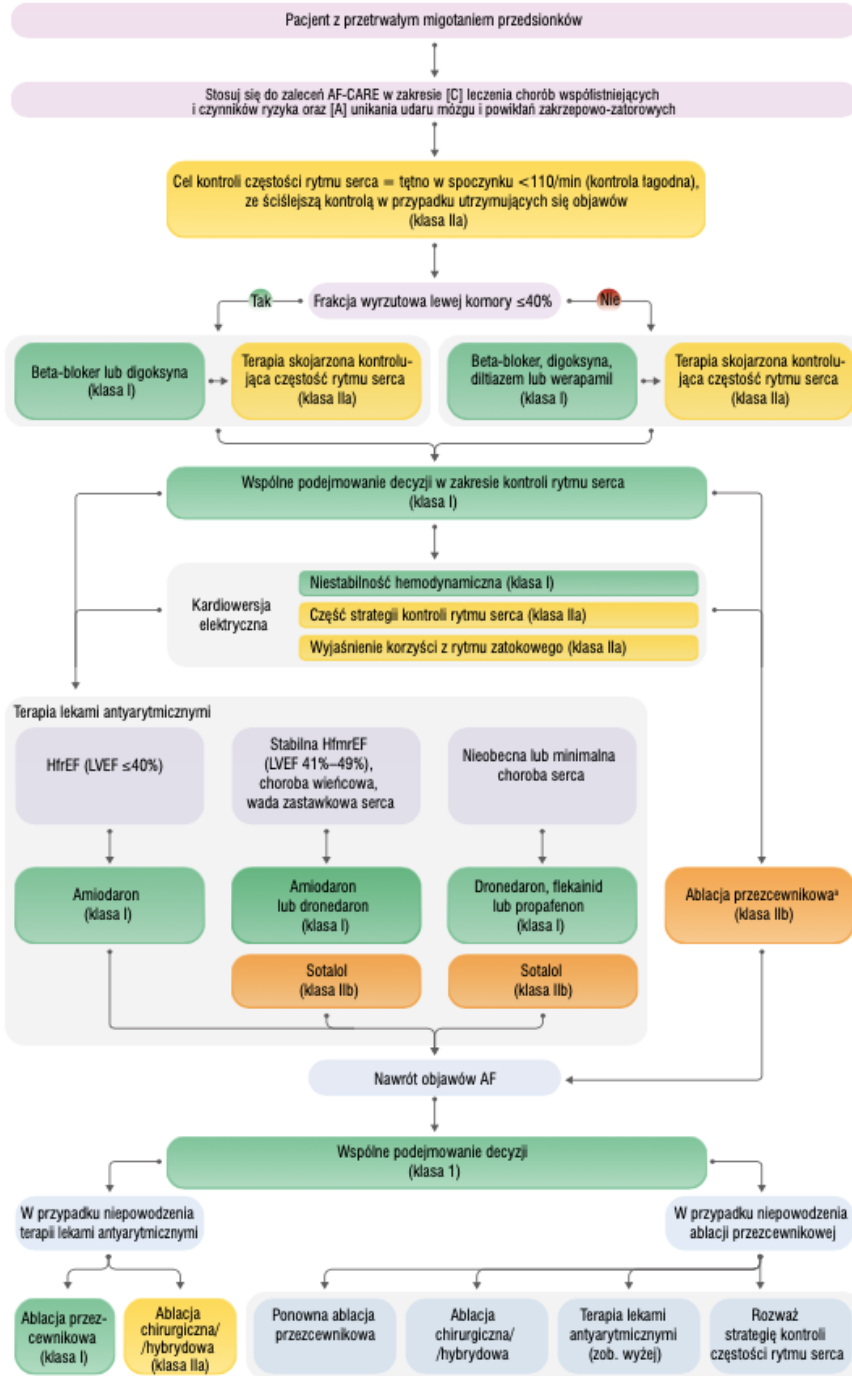 Pacjent z przetrwałym migotaniem przedsionków
Stosuj się do zaleceń AF-CARE w zakresie [C] leczenia chorób współistniejących
i czynników ryzyka oraz [A] unikania udaru mózgu i powikłań zakrzepowo-zatorowych
Cel kontroli częstości rytmu serca = tętno w spoczynku <110/min (kontrola łagodna),
ze ściślejszą kontrolą w przypadku utrzymujących się objawów
(klasa IIa)
Tak
Frakcja wyrzutowa lewej komory ≤40%
Nie
Beta-bloker lub digoksyna
(klasa I)
Terapia skojarzona kontrolu-
jąca częstość rytmu serca
(klasa IIa)
Beta-bloker, digoksyna,
diltiazem lub werapamil
(klasa I)
Terapia skojarzona kontrolu-
jąca częstość rytmu serca
(klasa IIa)
Wspólne podejmowanie decyzji w zakresie kontroli rytmu serca
(klasa I)
Kardiowersja
elektryczna
Niestabilność hemodynamiczna (klasa I)
Część strategii kontroli rytmu serca (klasa IIa)
Wyjaśnienie korzyści z rytmu zatokowego (klasa IIa)
Terapia lekami antyarytmicznymi
HfrEF (LVEF ≤40%)
Stabilna HfmrEF
(LVEF 41%–49%),
choroba wieńcowa,
wada zastawkowa serca
Nieobecna lub minimalna
choroba serca
Amiodaron
(klasa I)
Amiodaron
lub dronedaron
(klasa I)
Dronedaron, flekainid
lub propafenon
(klasa I)
Ablacja przezcewnikowaᵃ
(klasa IIb)
Sotalol
(klasa IIb)
Sotalol
(klasa IIb)
Nawrót objawów AF
Wspólne podejmowanie decyzji
(klasa 1)
W przypadku niepowodzenia
terapii lekami antyarytmicznymi
W przypadku niepowodzenia
ablacji przezcewnikowej
Ablacja przez-
cewnikowa
(klasa I)
Ablacja
chirurgiczna/
/hybrydowa
(klasa IIa)
Ponowna ablacja
przezcewnikowa
Ablacja
chirurgiczna/
/hybrydowa
Terapia lekami
antyarytmicznymi
(zob. wyżej)
Rozważ
strategię kontroli
częstości rytmu serca